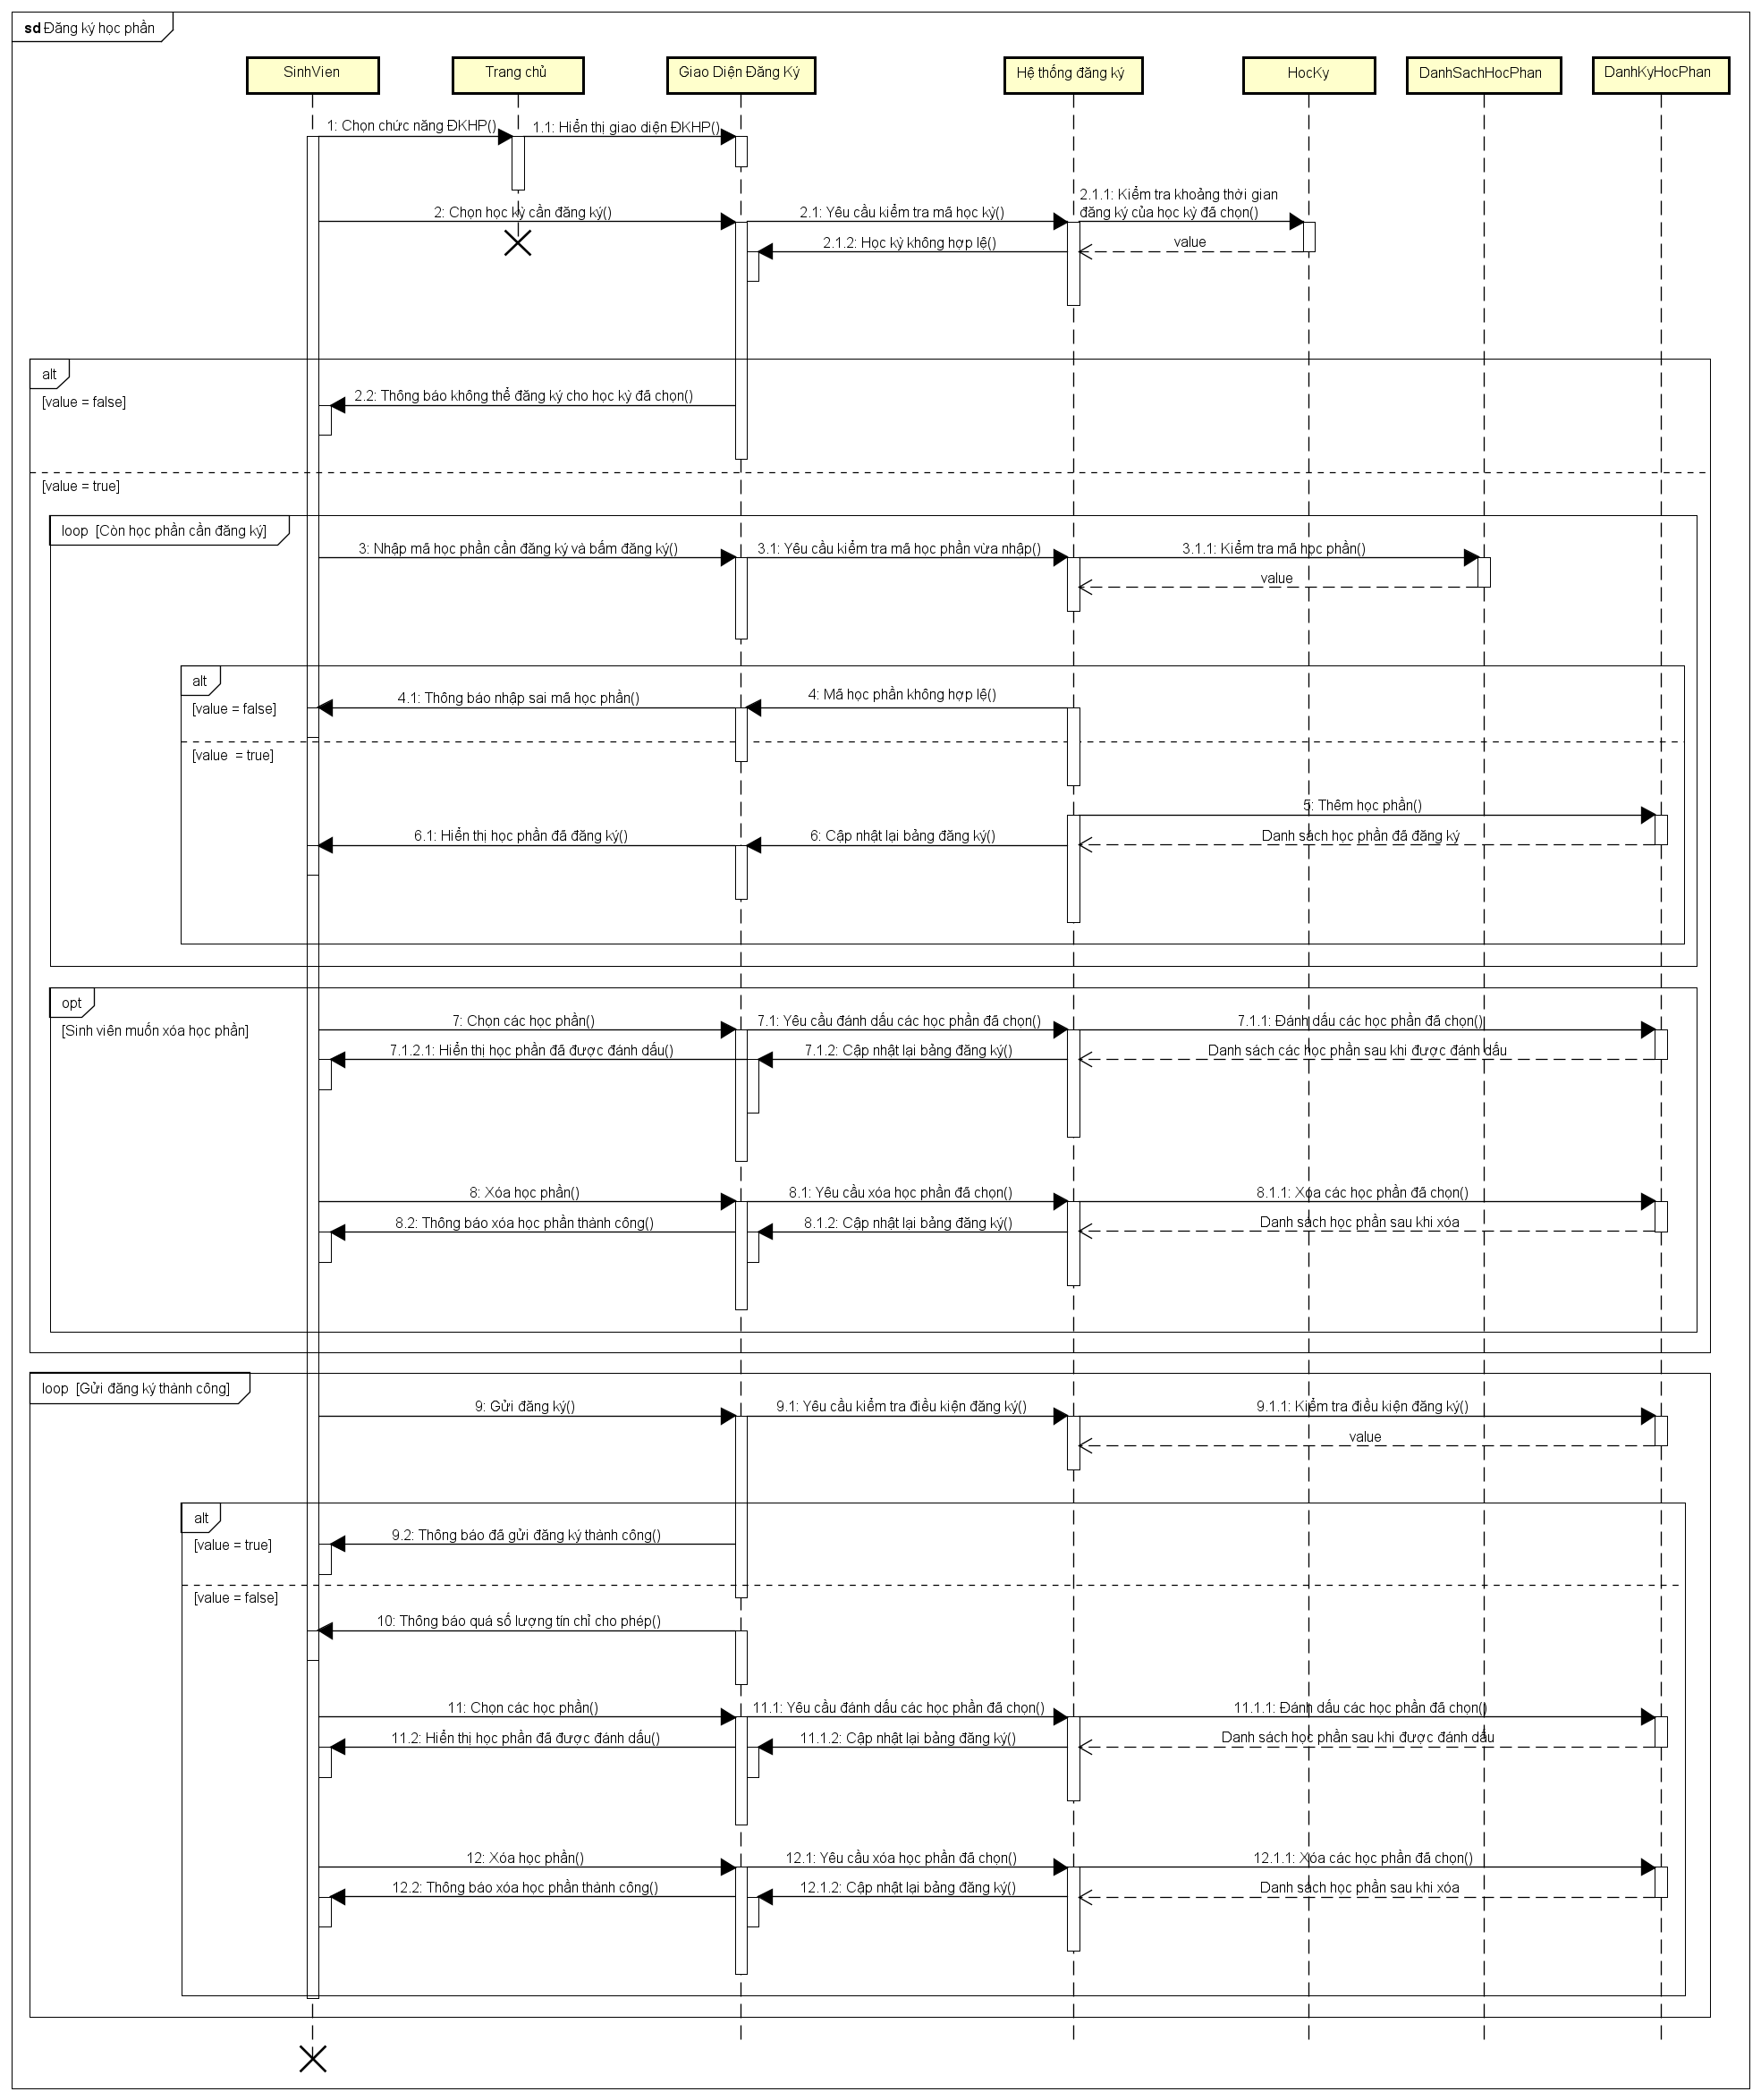 sd Đăng ký học phần
SinhVien
Trang chủ
Giao Diện Đăng Ký
Hệ thống đăng ký
HocKy
DanhSachHocPhan
DanhKyHocPhan
1: Chọn chức năng ĐKHP()
1.1: Hiển thị giao diện ĐKHP()
2: Chọn học kỳ cần đăng ký()
2.1: Yêu cầu kiểm tra mã học kỳ()
2.1.1: Kiểm tra khoảng thời gian
đăng ký của học kỳ đã chọn()
2.1.2: Học kỳ không hợp lệ()
value
alt
[value = false]
2.2: Thông báo không thể đăng ký cho học kỳ đã chọn()
[value = true]
loop [Còn học phần cần đăng ký]
3: Nhập mã học phần cần đăng ký và bấm đăng ký()
3.1: Yêu cầu kiểm tra mã học phần vừa nhập()
3.1.1: Kiểm tra mã học phần()
value
alt
[value = false]
4.1: Thông báo nhập sai mã học phần()
4: Mã học phần không hợp lệ()
[value = true]
5: Thêm học phần()
6.1: Hiển thị học phần đã đăng ký()
6: Cập nhật lại bảng đăng ký()
Danh sách học phần đã đăng ký
opt
[Sinh viên muốn xóa học phần]
7: Chọn các học phần()
7.1: Yêu cầu đánh dấu các học phần đã chọn()
7.1.1: Đánh dấu các học phần đã chọn()
7.1.2.1: Hiển thị học phần đã được đánh dấu()
7.1.2: Cập nhật lại bảng đăng ký()
Danh sách các học phần sau khi được đánh dấu
8: Xóa học phần()
8.1: Yêu cầu xóa học phần đã chọn()
8.1.1: Xóa các học phần đã chọn()
8.2: Thông báo xóa học phần thành công()
8.1.2: Cập nhật lại bảng đăng ký()
Danh sách học phần sau khi xóa
loop [Gửi đăng ký thành công]
9: Gửi đăng ký()
9.1: Yêu cầu kiểm tra điều kiện đăng ký()
9.1.1: Kiểm tra điều kiện đăng ký()
value
alt
[value = true]
9.2: Thông báo đã gửi đăng ký thành công()
[value = false]
10: Thông báo quá số lượng tín chỉ cho phép()
11: Chọn các học phần()
11.1: Yêu cầu đánh dấu các học phần đã chọn()
11.1.1: Đánh dấu các học phần đã chọn()
11.2: Hiển thị học phần đã được đánh dấu()
11.1.2: Cập nhật lại bảng đăng ký()
Danh sách học phần sau khi được đánh dấu
12: Xóa học phần()
12.1: Yêu cầu xóa học phần đã chọn()
12.1.1: Xóa các học phần đã chọn()
12.2: Thông báo xóa học phần thành công()
12.1.2: Cập nhật lại bảng đăng ký()
Danh sách học phần sau khi xóa